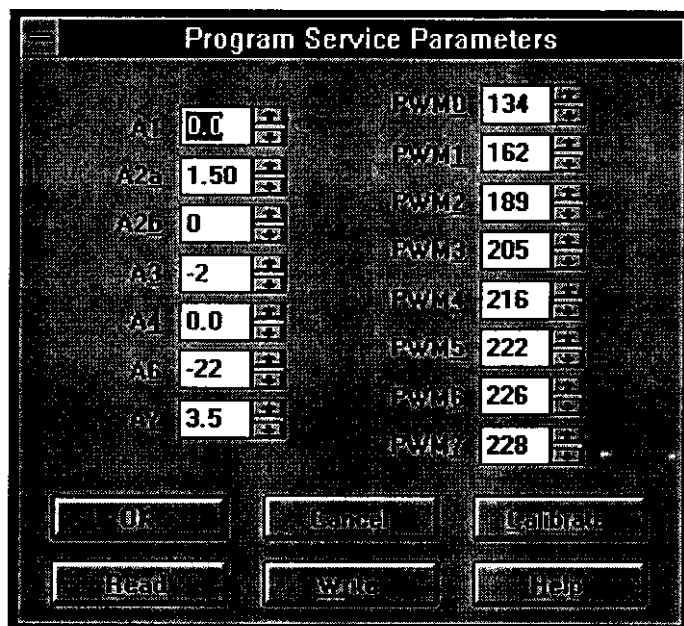 Program Service Parameters
A1 0.0
A2a 1.50
A2b 0
A3 -2
A4 0.0
A6 -22
A7 3.5
PWM0 134
PWM1 162
PWM2 189
PWM3 205
PWM4 216
PWM5 222
PWM6 226
PWM7 228
OK Cancel Calibrate
Read Write Help